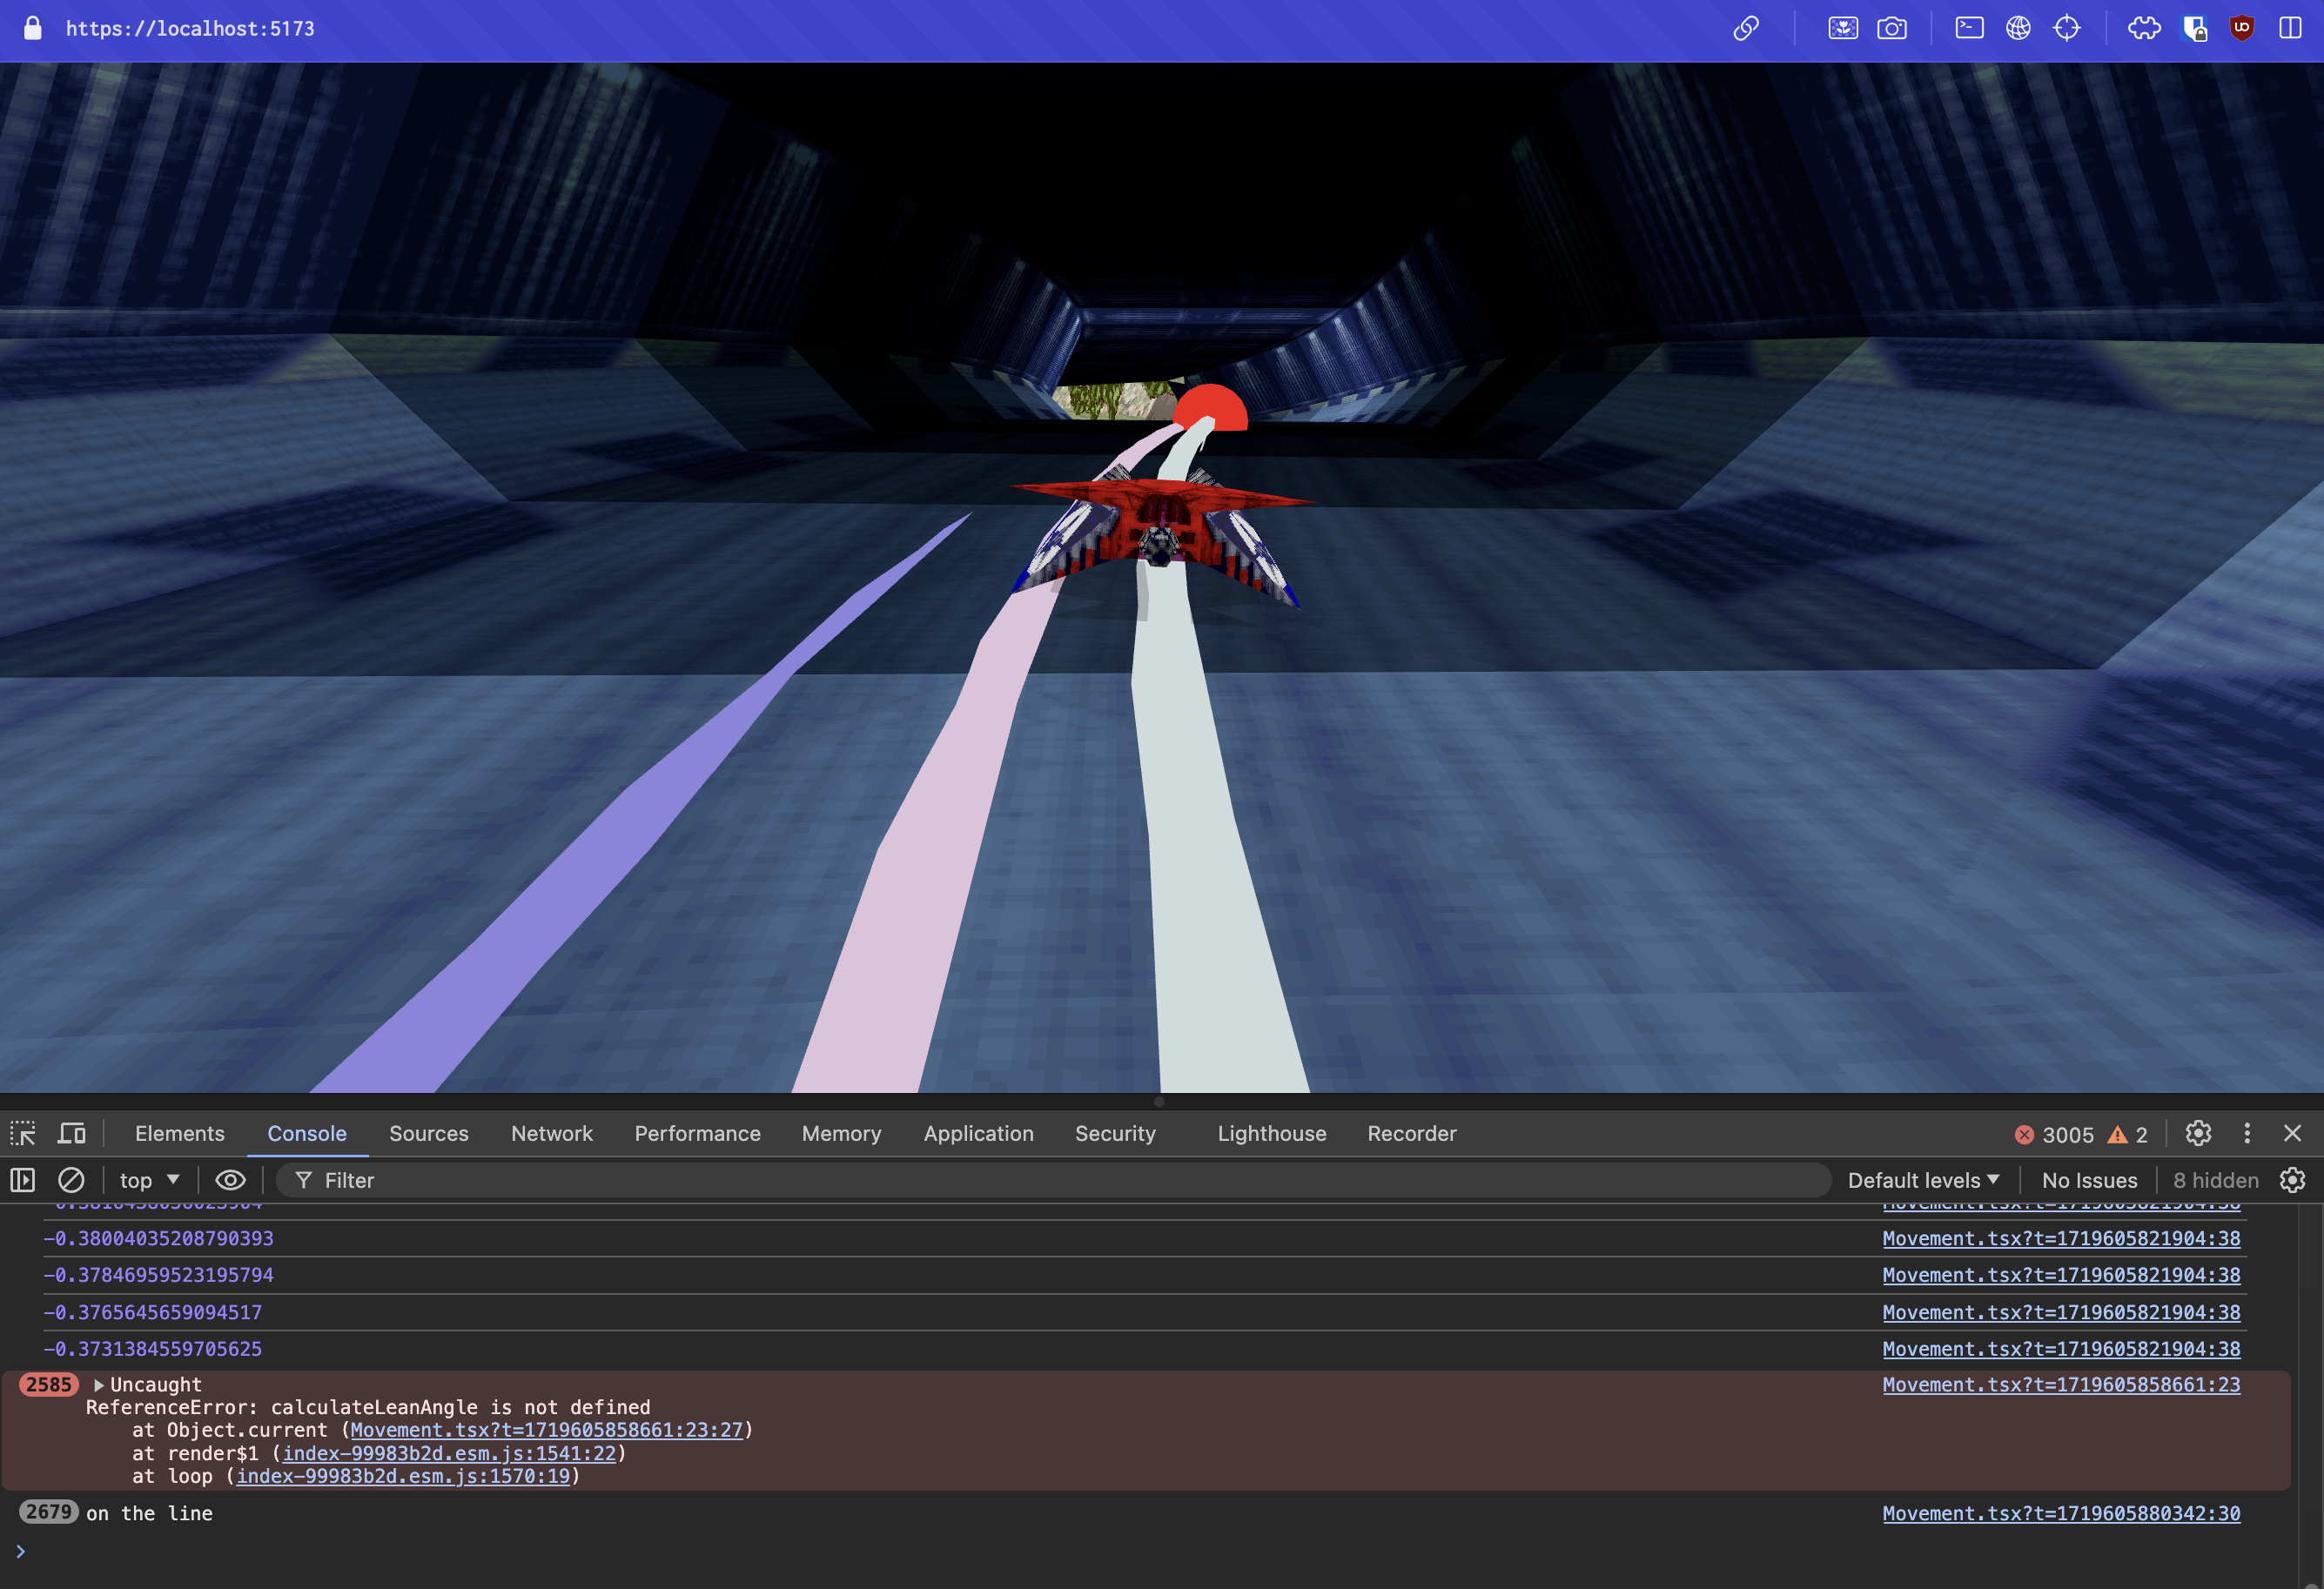 https://localhost:5173
Elements Console Sources Network Performance Memory Application Security Lighthouse Recorder 3005 2
top Filter Default levels No Issues 8 hidden
-0.38004035208790393 Movement.tsx?t=1719605821904:38
-0.37846959523195794 Movement.tsx?t=1719605821904:38
-0.3765645659094517 Movement.tsx?t=1719605821904:38
-0.3731384559705625 Movement.tsx?t=1719605821904:38
2585 Uncaught Movement.tsx?t=1719605858661:23
ReferenceError: calculateLeanAngle is not defined
at Object.current (Movement.tsx?t=1719605858661:23:27)
at render$1 (index-99983b2d.esm.js:1541:22)
at loop (index-99983b2d.esm.js:1570:19)
2679 on the line Movement.tsx?t=1719605880342:30